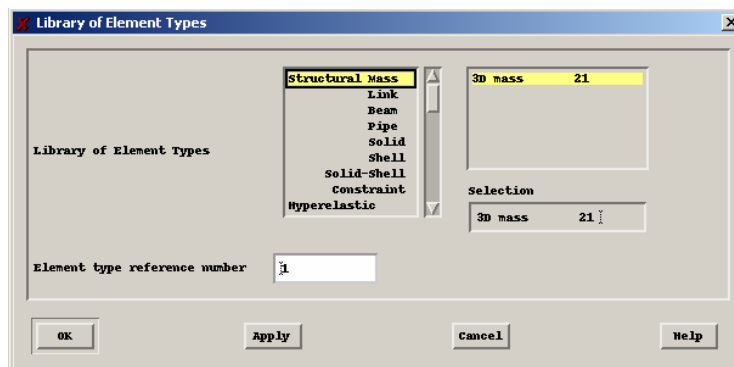 Library of Element Types
Structural Mass
Link
Beam
Pipe
Solid
Shell
Solid-Shell
Constraint
Hyperelastic
3D mass 21
Library of Element Types
Selection
3D mass 21
Element type reference number
1
OK
Apply
Cancel
Help